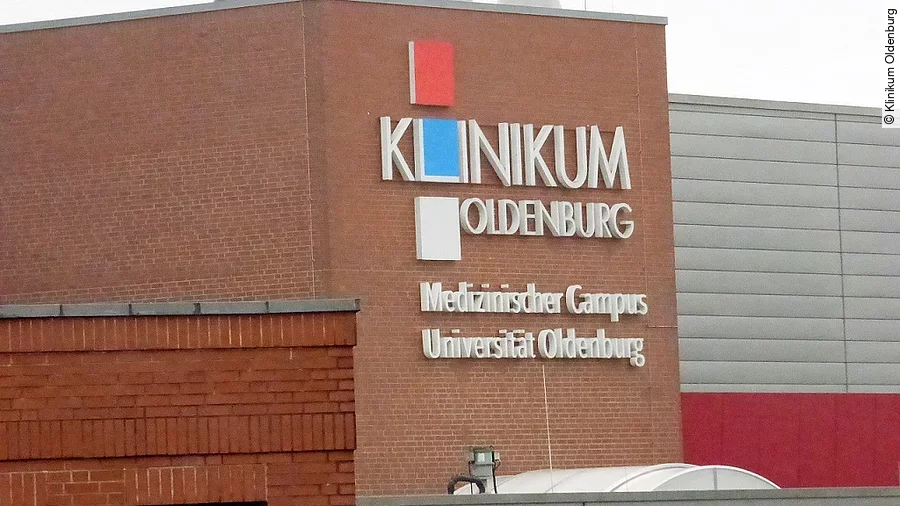 KLINIKUM
OLDENBURG
Medizinischer Campus
Universität Oldenburg
© Klinikum Oldenburg